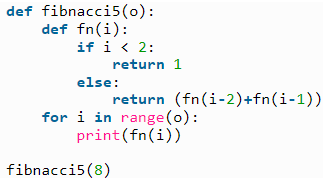 def fibnacci5(o):
    def fn(i):
        if i < 2:
            return 1
        else:
            return (fn(i-2)+fn(i-1))
    for i in range(o):
        print(fn(i))

fibnacci5(8)